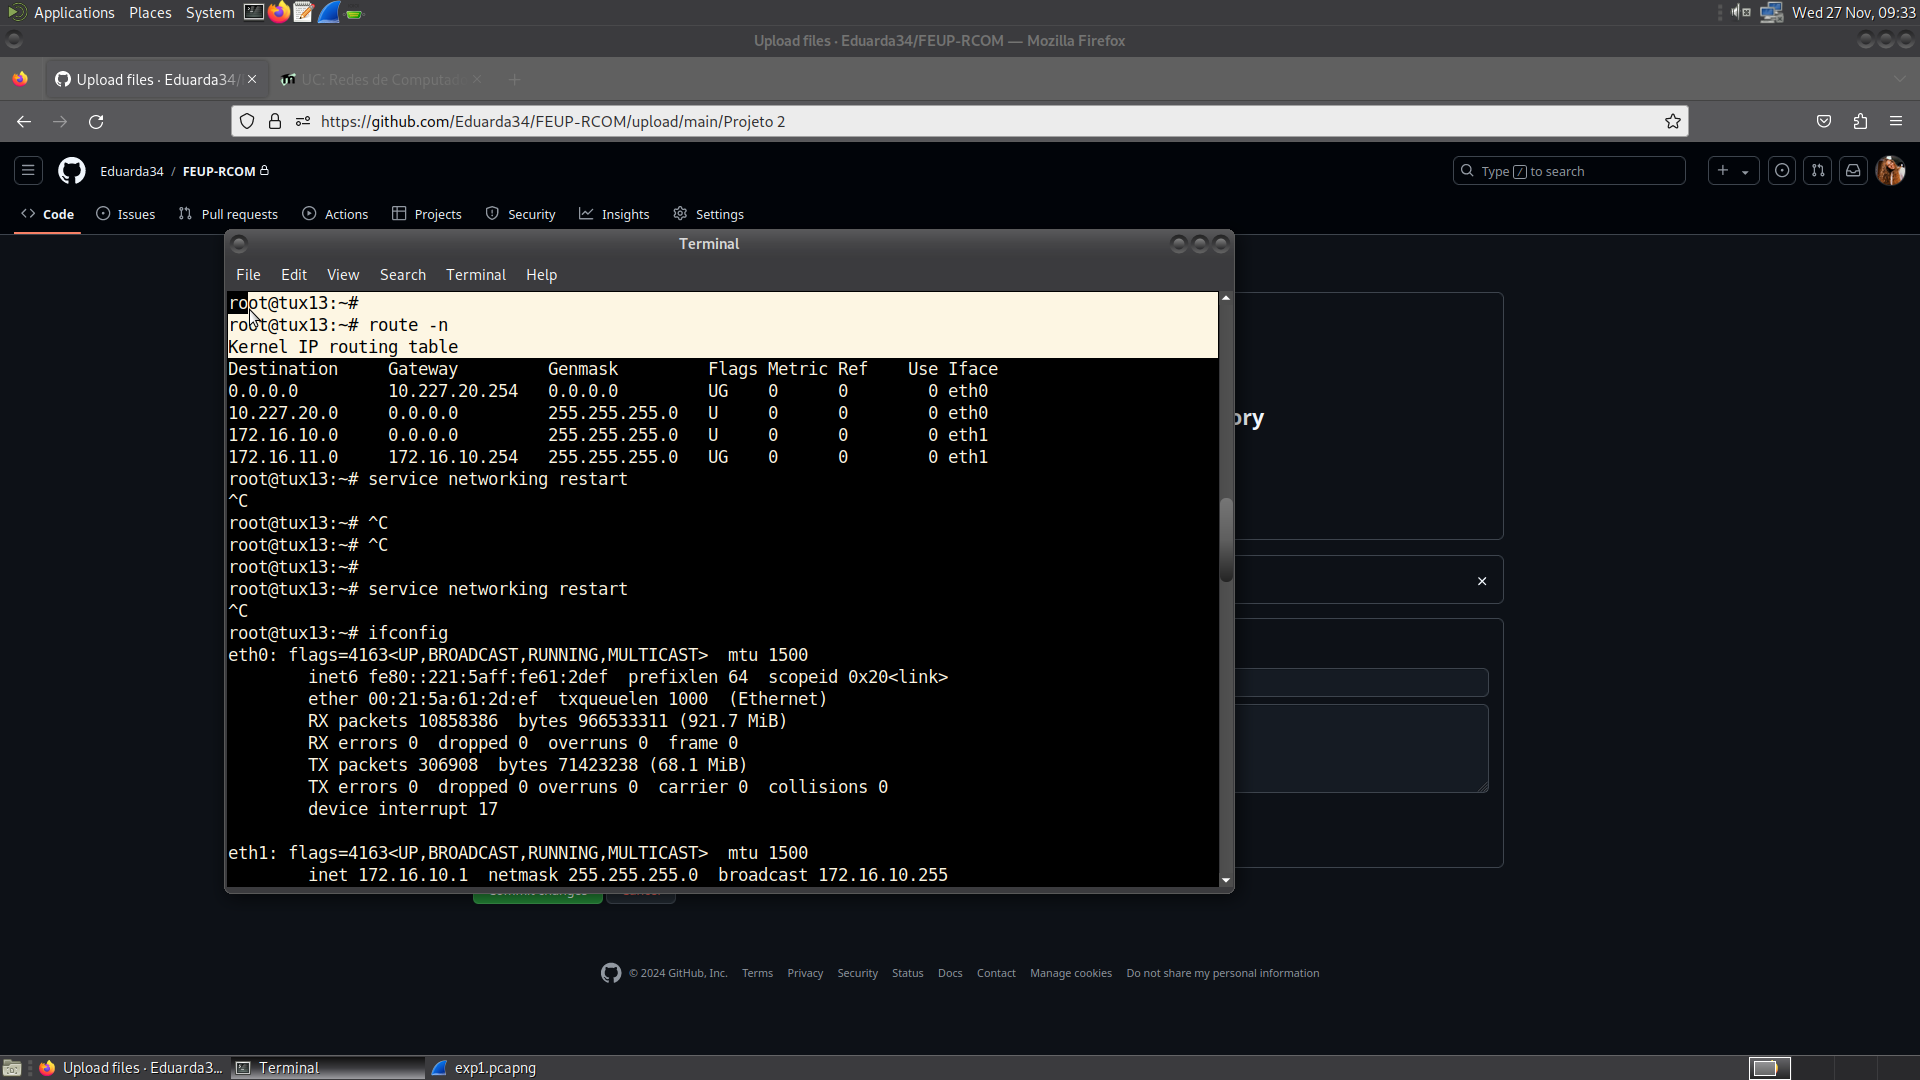 Applications Places System
Wed 27 Nov, 09:33
Upload files · Eduarda34/FEUP-RCOM — Mozilla Firefox
Upload files · Eduarda34/
UC: Redes de Computad
https://github.com/Eduarda34/FEUP-RCOM/upload/main/Projeto 2
Eduarda34 / FEUP-RCOM
Type / to search
Code Issues Pull requests Actions Projects Security Insights Settings
Terminal
File Edit View Search Terminal Help
root@tux13:~#
root@tux13:~# route -n
Kernel IP routing table
Destination Gateway Genmask Flags Metric Ref Use Iface
0.0.0.0 10.227.20.254 0.0.0.0 UG 0 0 0 eth0
10.227.20.0 0.0.0.0 255.255.255.0 U 0 0 0 eth0
172.16.10.0 0.0.0.0 255.255.255.0 U 0 0 0 eth1
172.16.11.0 172.16.10.254 255.255.255.0 UG 0 0 0 eth1
root@tux13:~# service networking restart
^C
root@tux13:~# ^C
root@tux13:~# ^C
root@tux13:~#
root@tux13:~# service networking restart
^C
root@tux13:~# ifconfig
eth0: flags=4163<UP,BROADCAST,RUNNING,MULTICAST> mtu 1500
inet6 fe80::221:5aff:fe61:2def prefixlen 64 scopeid 0x20<link>
ether 00:21:5a:61:2d:ef txqueuelen 1000 (Ethernet)
RX packets 10858386 bytes 966533311 (921.7 MiB)
RX errors 0 dropped 0 overruns 0 frame 0
TX packets 306908 bytes 71423238 (68.1 MiB)
TX errors 0 dropped 0 overruns 0 carrier 0 collisions 0
device interrupt 17
eth1: flags=4163<UP,BROADCAST,RUNNING,MULTICAST> mtu 1500
inet 172.16.10.1 netmask 255.255.255.0 broadcast 172.16.10.255
© 2024 GitHub, Inc. Terms Privacy Security Status Docs Contact Manage cookies Do not share my personal information
Upload files · Eduarda3...
Terminal
exp1.pcapng